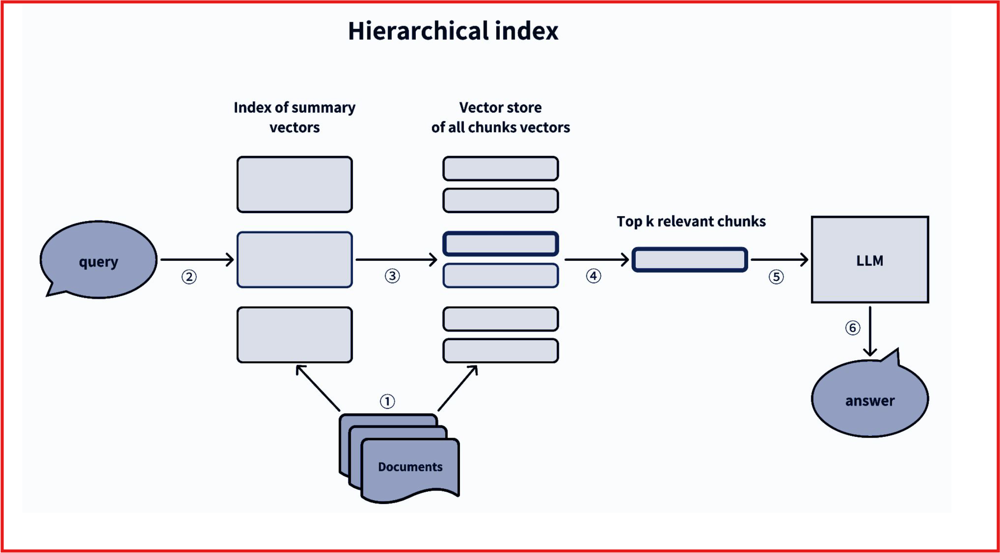 Hierarchical index
Index of summary
vectors
Vector store
of all chunks vectors
Top k relevant chunks
query
②
③
④
⑤
LLM
⑥
①
answer
Documents